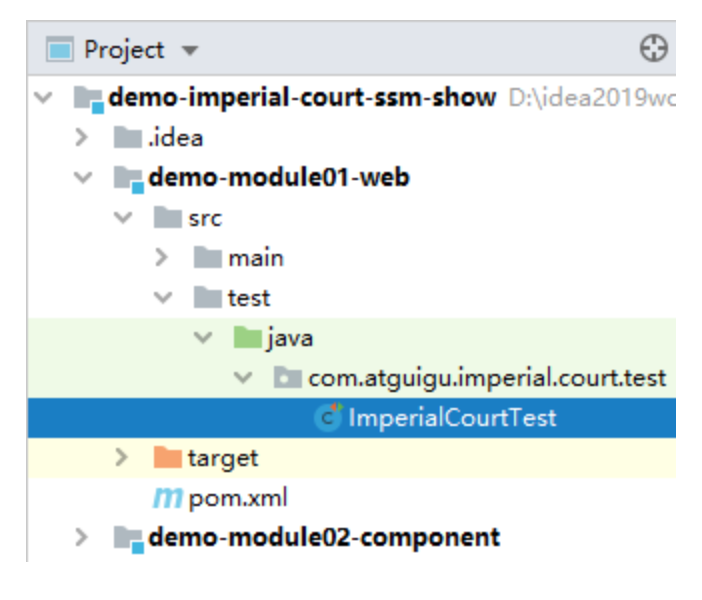 Project
demo-imperial-court-ssm-show D:\idea2019wo
.idea
demo-module01-web
src
main
test
java
com.atguigu.imperial.court.test
ImperialCourtTest
target
pom.xml
demo-module02-component